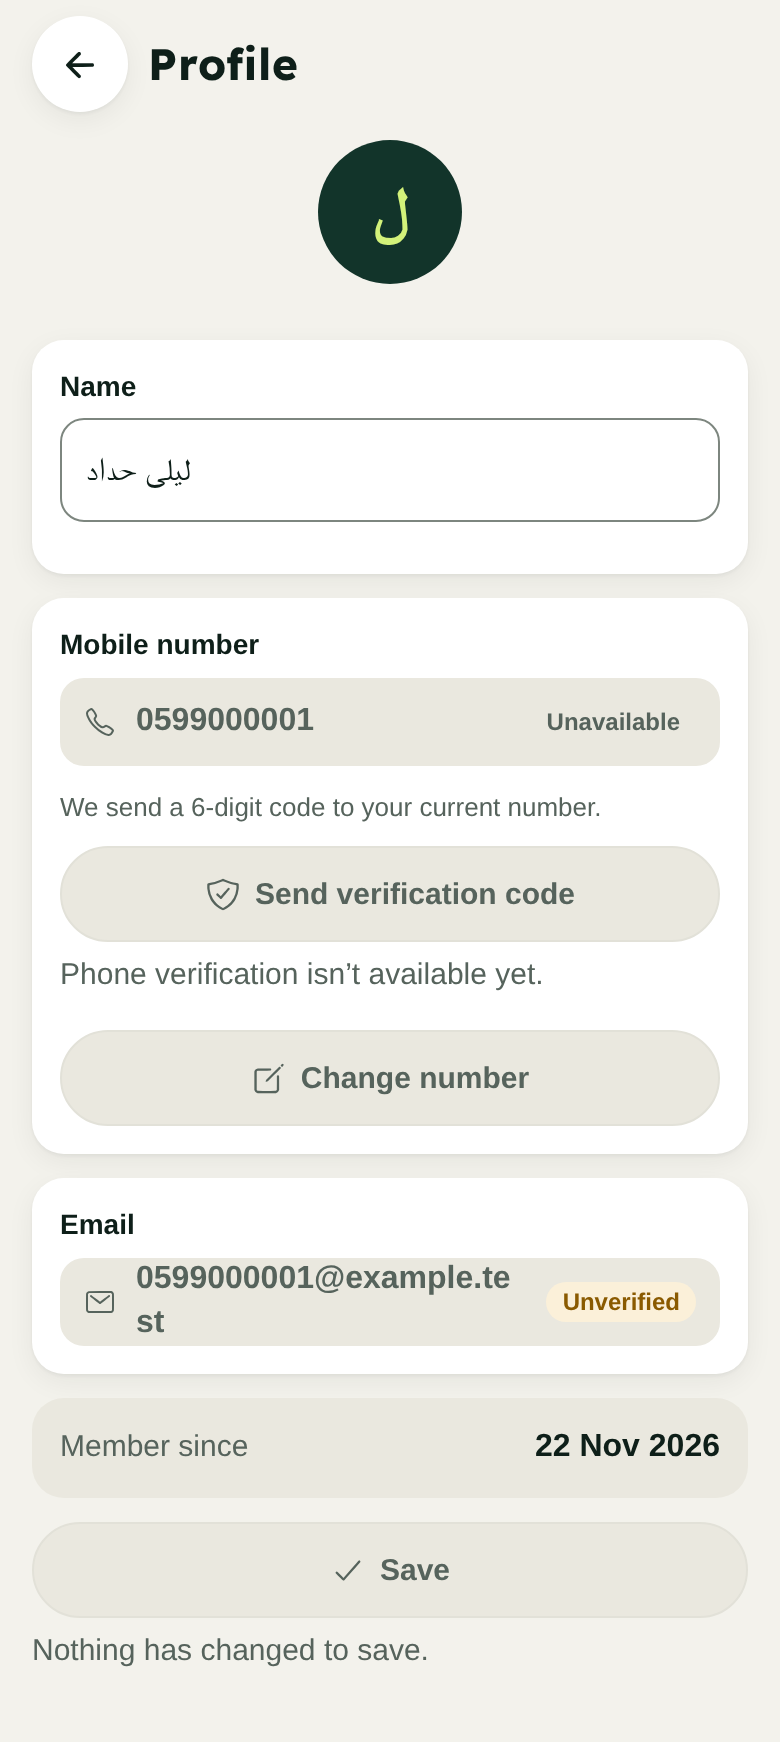 Profile
ل
Name
ليلى حداد
Mobile number
0599000001
Unavailable
We send a 6-digit code to your current number.
Send verification code
Phone verification isn’t available yet.
Change number
Email
0599000001@example.te
st
Unverified
Member since
22 Nov 2026
Save
Nothing has changed to save.